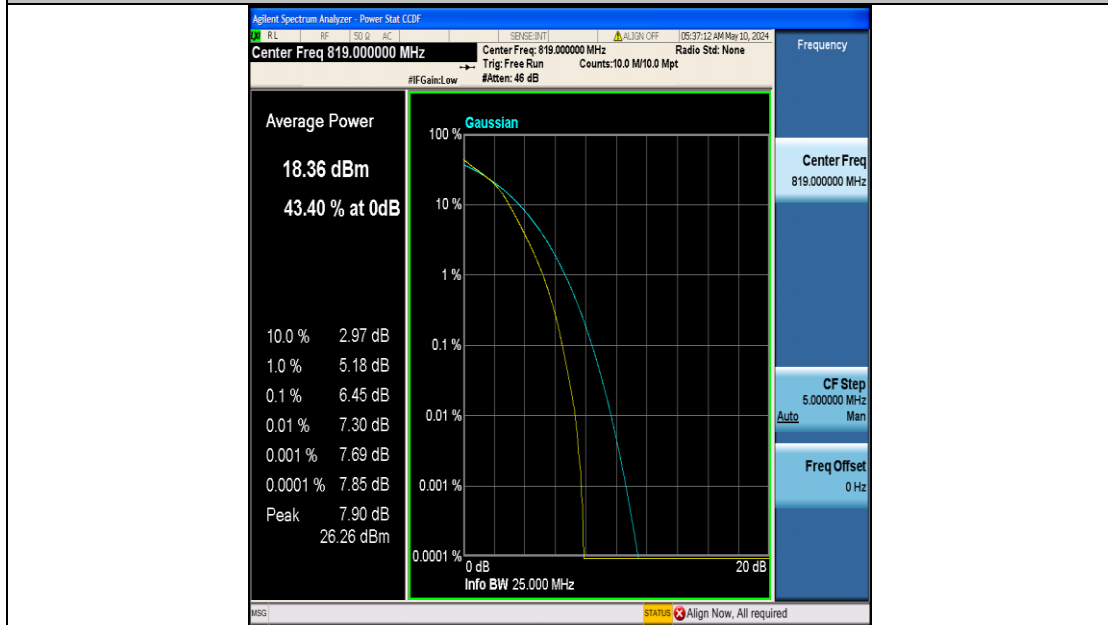 Agilent Spectrum Analyzer - Power Stat CCDF
RL RF 50 Ω AC SENSE:INT ALIGN OFF 05:37:12 AM May 10, 2024
Center Freq 819.000000 MHz
Center Freq: 819.000000 MHz Radio Std: None
Trig: Free Run Counts:10.0 M/10.0 Mpt
#IFGain:Low #Atten: 46 dB
Frequency
Average Power
18.36 dBm
43.40 % at 0dB
10.0 % 2.97 dB
1.0 % 5.18 dB
0.1 % 6.45 dB
0.01 % 7.30 dB
0.001 % 7.69 dB
0.0001 % 7.85 dB
Peak 7.90 dB
26.26 dBm
Gaussian
100 %
10 %
1 %
0.1 %
0.01 %
0.001 %
0.0001 %
0 dB 20 dB
Info BW 25.000 MHz
Center Freq
819.000000 MHz
CF Step
5.000000 MHz
Auto Man
Freq Offset
0 Hz
MSG STATUS Align Now, All required